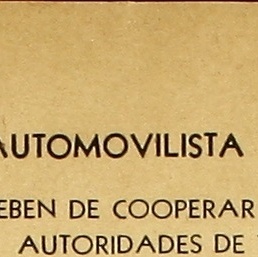 AUTOMOVILISTA
EBEN DE COOPERAR
AUTORIDADES DE